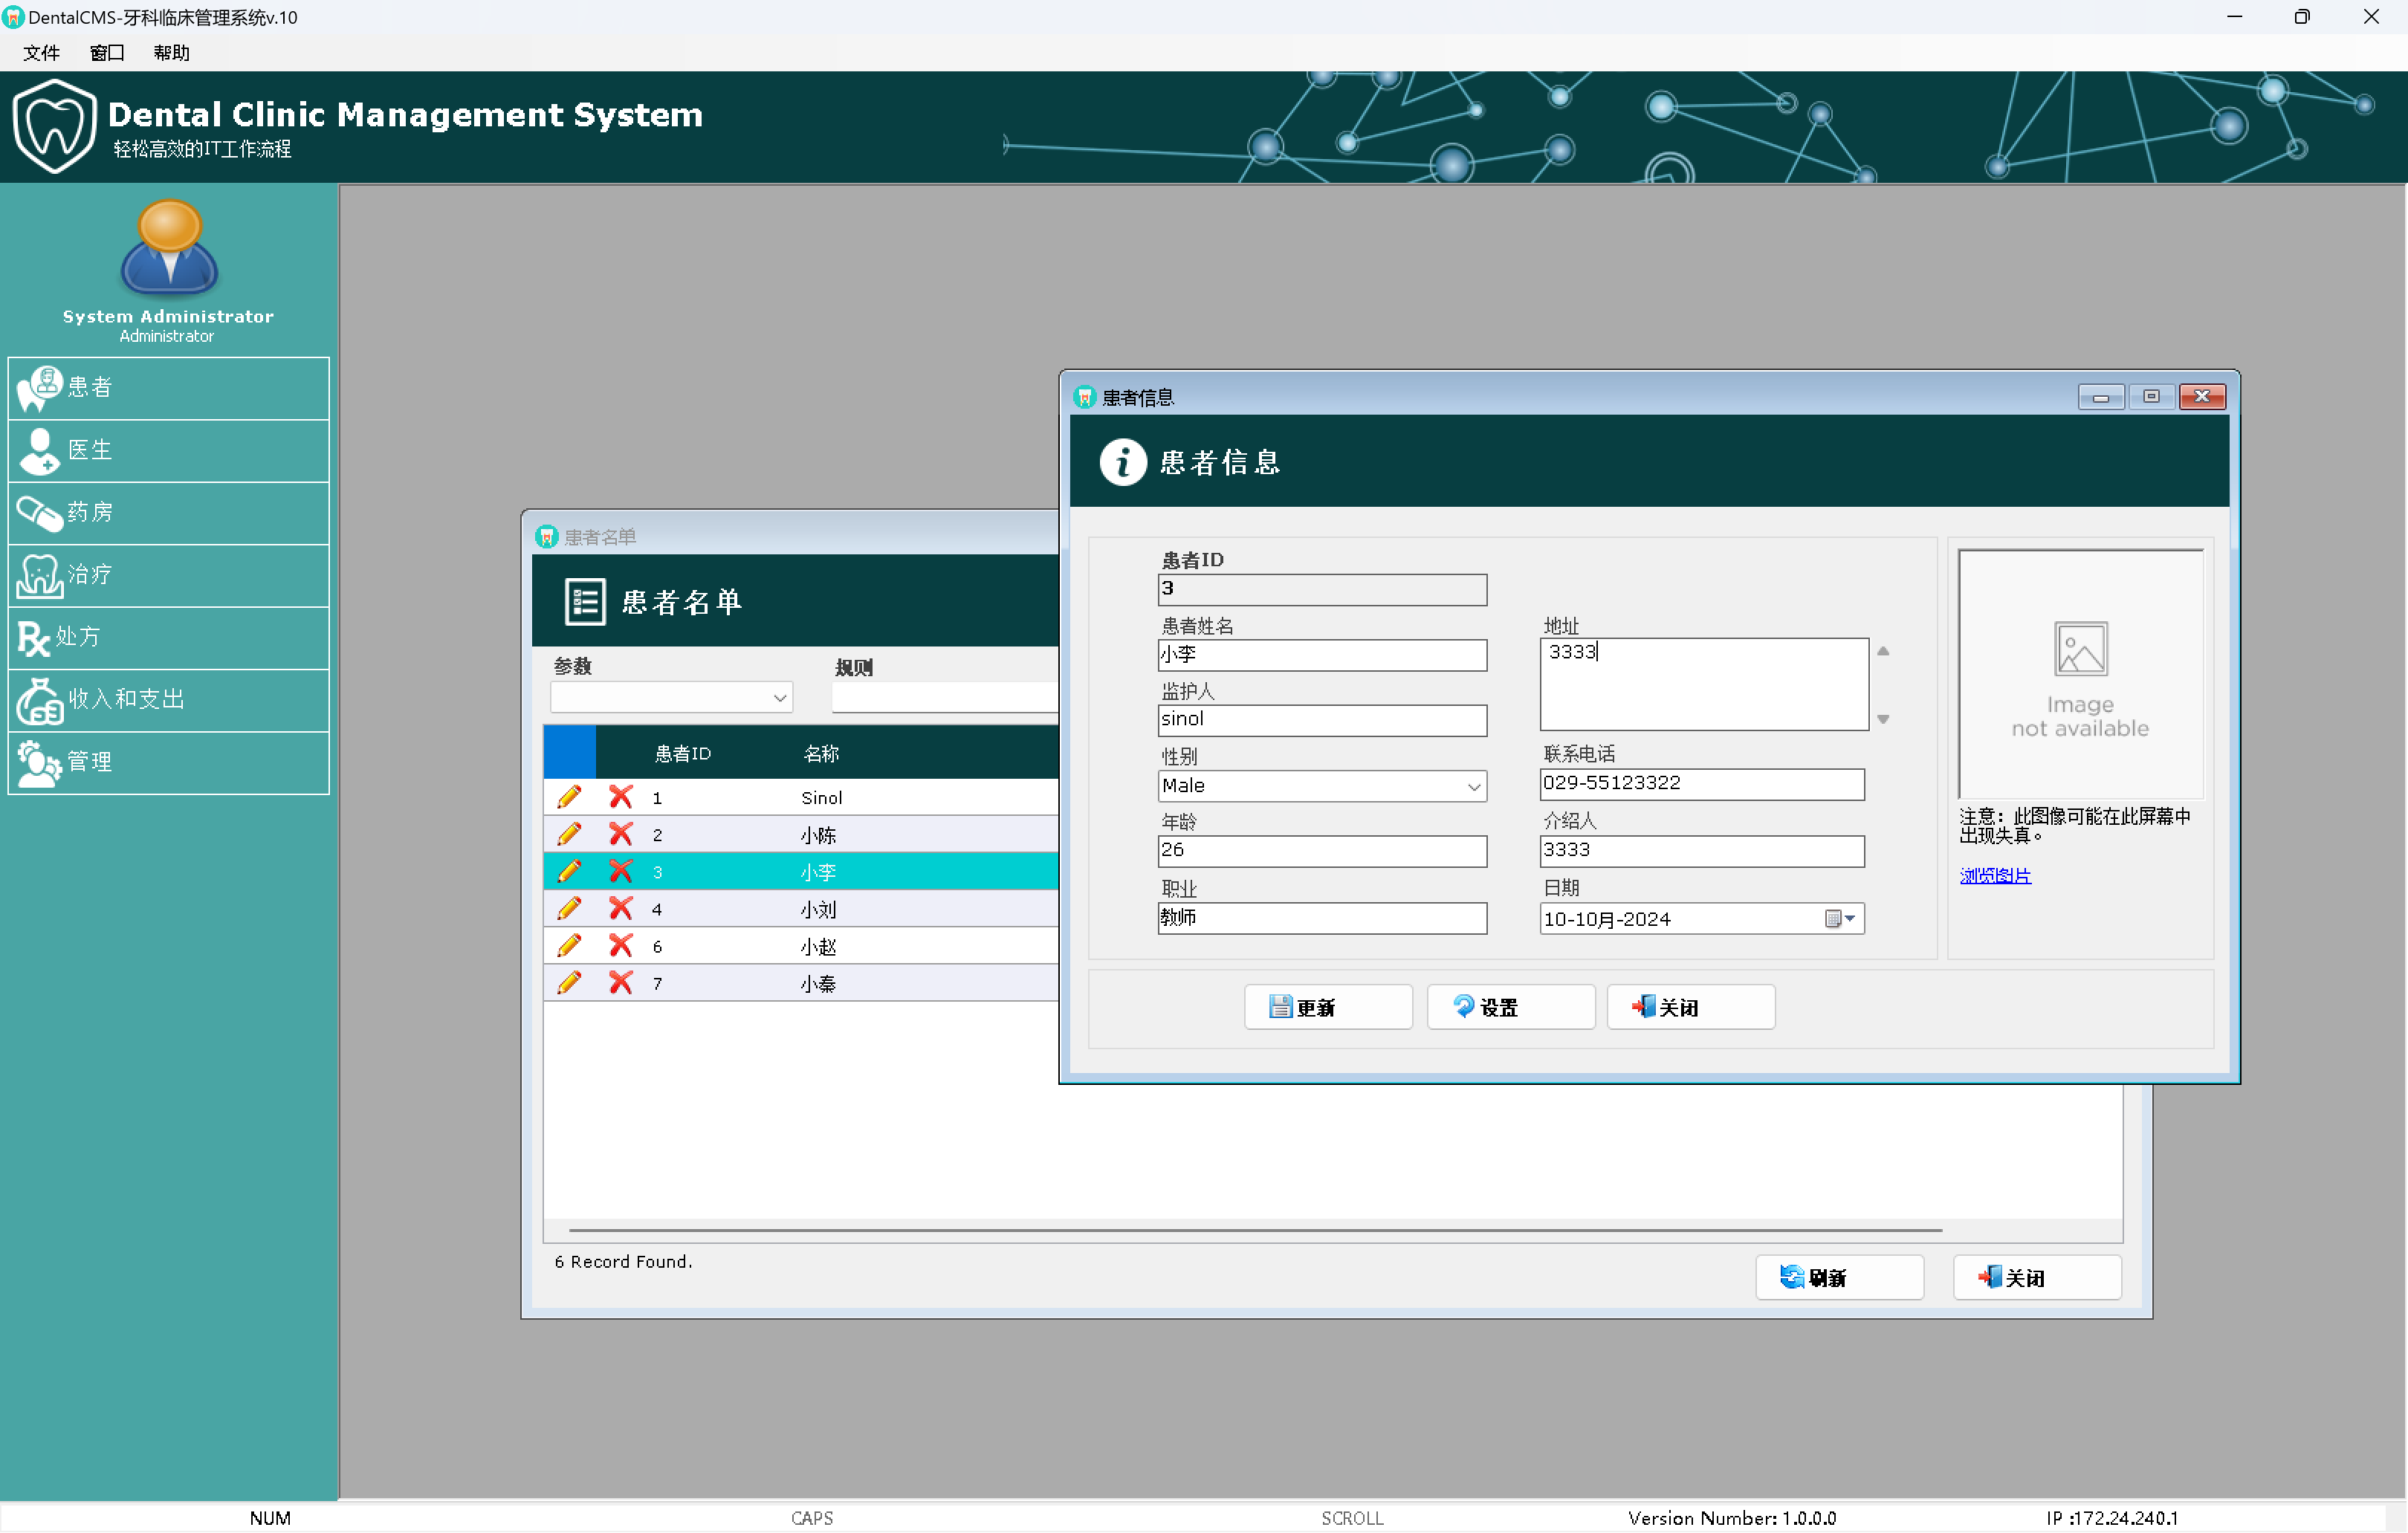 DentalCMS-牙科临床管理系统v.10
文件 窗口 帮助
Dental Clinic Management System
轻松高效的IT工作流程
System Administrator
Administrator
患者
医生
药房
治疗
处方
收入和支出
管理
患者名单
患者名单
参数 规则
患者ID 名称
1 Sinol
2 小陈
3 小李
4 小刘
6 小赵
7 小秦
6 Record Found.
刷新 关闭
患者信息
患者信息
患者ID
3
患者姓名
小李
监护人
sinol
性别
Male
年龄
26
职业
教师
地址
3333
联系电话
029-55123322
介绍人
3333
日期
10-10月-2024
Image
not available
注意：此图像可能在此屏幕中
出现失真。
浏览图片
更新 设置 关闭
NUM CAPS SCROLL Version Number: 1.0.0.0 IP :172.24.240.1